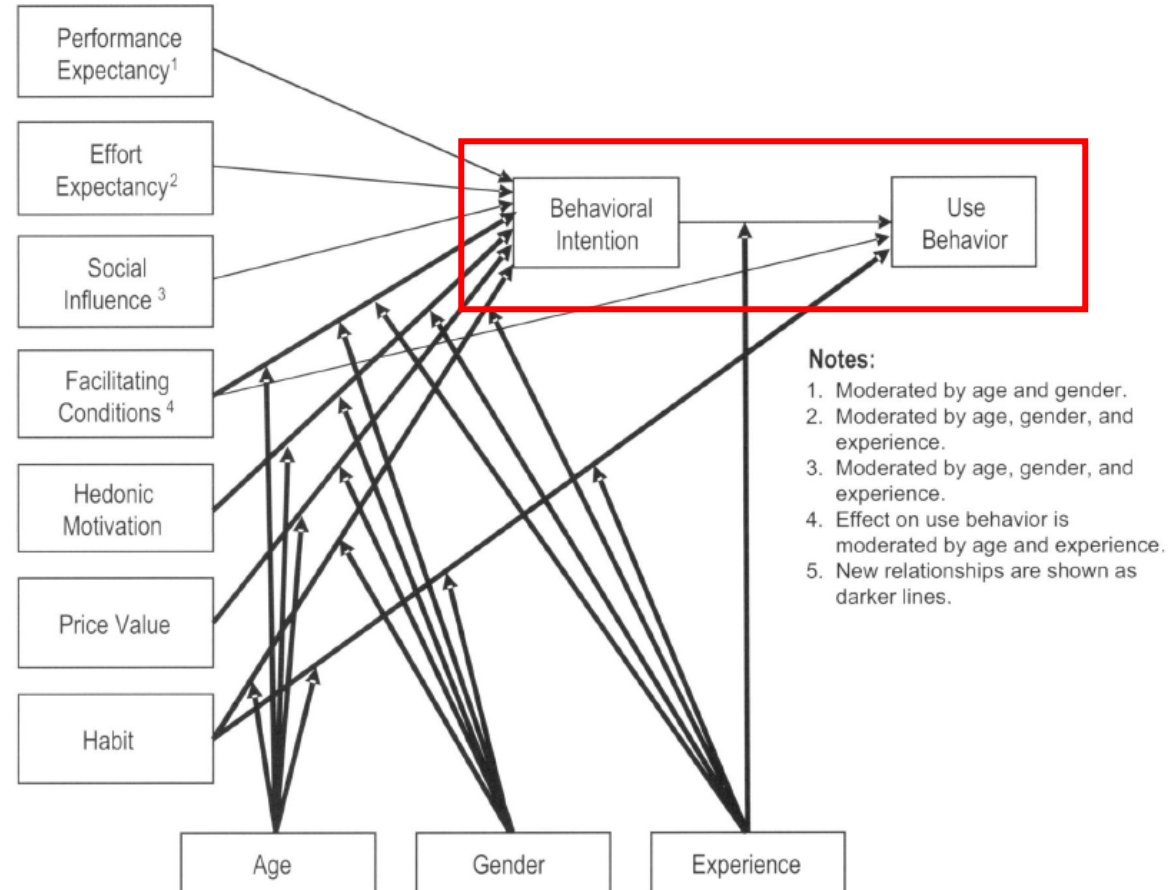 Performance
Expectancy¹
Effort
Expectancy²
Social
Influence ³
Facilitating
Conditions ⁴
Hedonic
Motivation
Price Value
Habit
Behavioral
Intention
Use
Behavior
Notes:
1. Moderated by age and gender.
2. Moderated by age, gender, and
experience.
3. Moderated by age, gender, and
experience.
4. Effect on use behavior is
moderated by age and experience.
5. New relationships are shown as
darker lines.
Age
Gender
Experience